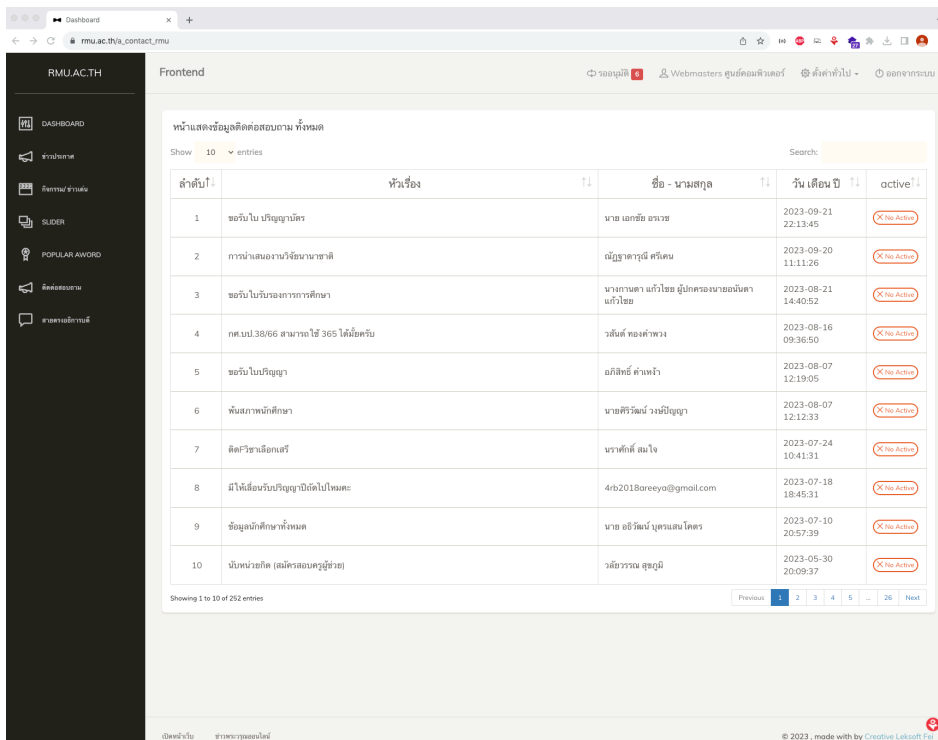 Dashboard
rmu.ac.th/a_contact_rmu
RMU.AC.TH
Frontend
รออนุมัติ 6
Webmasters ศูนย์คอมพิวเตอร์
ตั้งค่าทั่วไป
ออกจากระบบ
DASHBOARD
ข่าวประกาศ
กิจกรรม/ข่าวเด่น
SLIDER
POPULAR AWORD
ติดต่อสอบถาม
สายตรงอธิการบดี
หน้าแสดงข้อมูลติดต่อสอบถาม ทั้งหมด
Show 10 entries
Search:
ลำดับ หัวเรื่อง ชื่อ - นามสกุล วัน เดือน ปี active
1 ขอรับใบ ปริญญาบัตร นาย เอกชัย อรเวช 2023-09-21 22:13:45 No Active
2 การนำเสนองานวิจัยนานาชาติ ณัฏฐาดารุณี ศรีเคน 2023-09-20 11:11:26 No Active
3 ขอรับใบรับรองการการศึกษา นางกานดา แก้วไชย ผู้ปกครองนายอนันดา แก้วไชย 2023-08-21 14:40:52 No Active
4 กศ.บป.38/66 สามารถใช้ 365 ได้มั้ยครับ วสันต์ ทองคำพวง 2023-08-16 09:36:50 No Active
5 ขอรับใบปริญญา อภิสิทธิ์ คำเหง้า 2023-08-07 12:19:05 No Active
6 พ้นสภาพนักศึกษา นายศิริวัฒน์ วงษ์ปัญญา 2023-08-07 12:12:33 No Active
7 ติดFวิชาเลือกเสรี นราศักดิ์ สมใจ 2023-07-24 10:41:31 No Active
8 มีให้เลื่อนรับปริญญาปีถัดไปไหมคะ 4rb2018areeya@gmail.com 2023-07-18 18:45:31 No Active
9 ข้อมูลนักศึกษาทั้งหมด นาย อธิวัฒน์ บุตรแสนโคตร 2023-07-10 20:57:39 No Active
10 นับหน่วยกิต (สมัครสอบครูผู้ช่วย) วลัยวรรณ สุขภูมิ 2023-05-30 20:09:37 No Active
Showing 1 to 10 of 252 entries
Previous 1 2 3 4 5 … 26 Next
เปิดหน้าเว็บ
ข่าวพระวรุณออนไลน์
© 2023 , made with by Creative Leksoft Fei